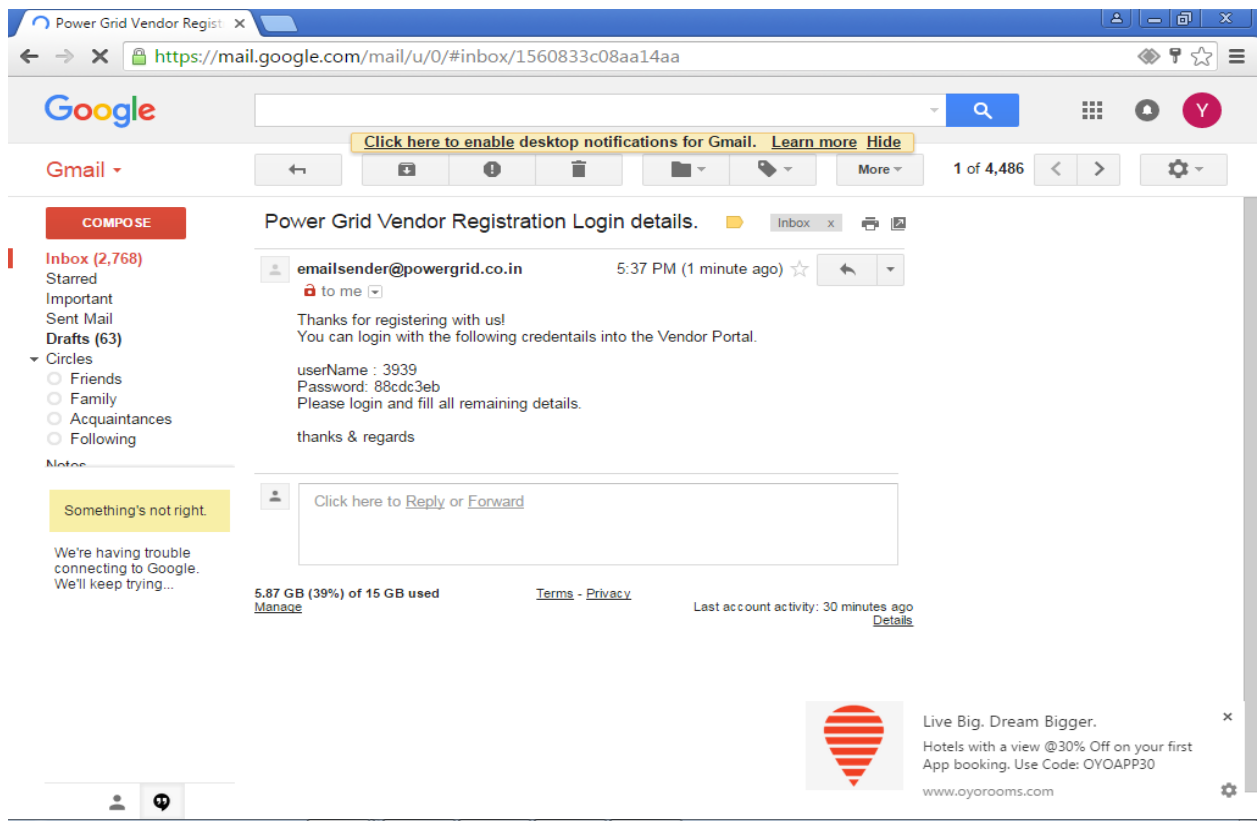 Power Grid Vendor Regist
https://mail.google.com/mail/u/0/#inbox/1560833c08aa14aa
Google
Y
Click here to enable desktop notifications for Gmail. Learn more Hide
Gmail
More
1 of 4,486
COMPOSE
Inbox (2,768)
Starred
Important
Sent Mail
Drafts (63)
Circles
Friends
Family
Acquaintances
Following
Notes
Power Grid Vendor Registration Login details.
Inbox x
emailsender@powergrid.co.in
5:37 PM (1 minute ago)
to me
Thanks for registering with us!
You can login with the following credentails into the Vendor Portal.
userName : 3939
Password: 88cdc3eb
Please login and fill all remaining details.
thanks & regards
Click here to Reply or Forward
Something's not right.
We're having trouble
connecting to Google.
We'll keep trying...
5.87 GB (39%) of 15 GB used
Manage
Terms - Privacy
Last account activity: 30 minutes ago
Details
Live Big. Dream Bigger.
Hotels with a view @30% Off on your first
App booking. Use Code: OYOAPP30
www.oyorooms.com